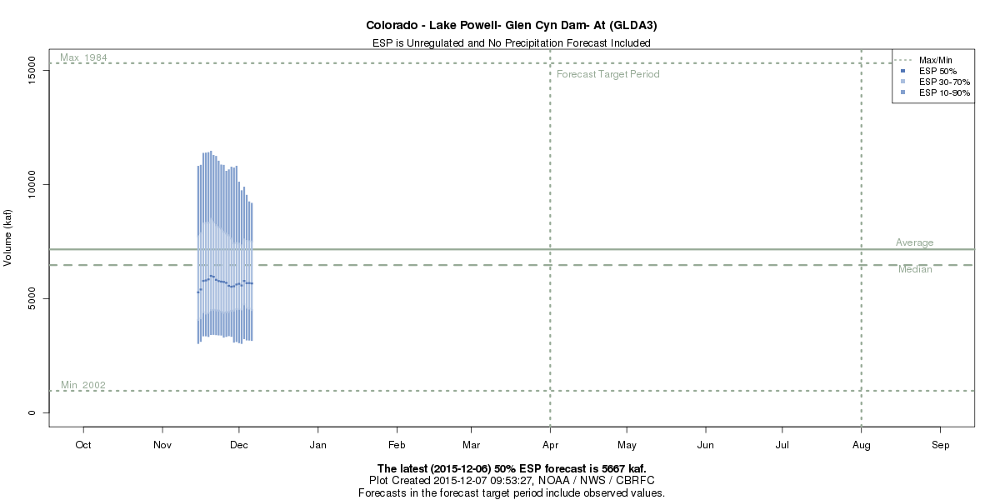 Colorado - Lake Powell- Glen Cyn Dam- At (GLDA3)
ESP is Unregulated and No Precipitation Forecast Included
Max 1984
Forecast Target Period
Max/Min
ESP 50%
ESP 30-70%
ESP 10-90%
15000
10000
5000
0
Volume (kaf)
Average
Median
Min 2002
Oct Nov Dec Jan Feb Mar Apr May Jun Jul Aug Sep
The latest (2015-12-06) 50% ESP forecast is 5667 kaf.
Plot Created 2015-12-07 09:53:27, NOAA / NWS / CBRFC
Forecasts in the forecast target period include observed values.